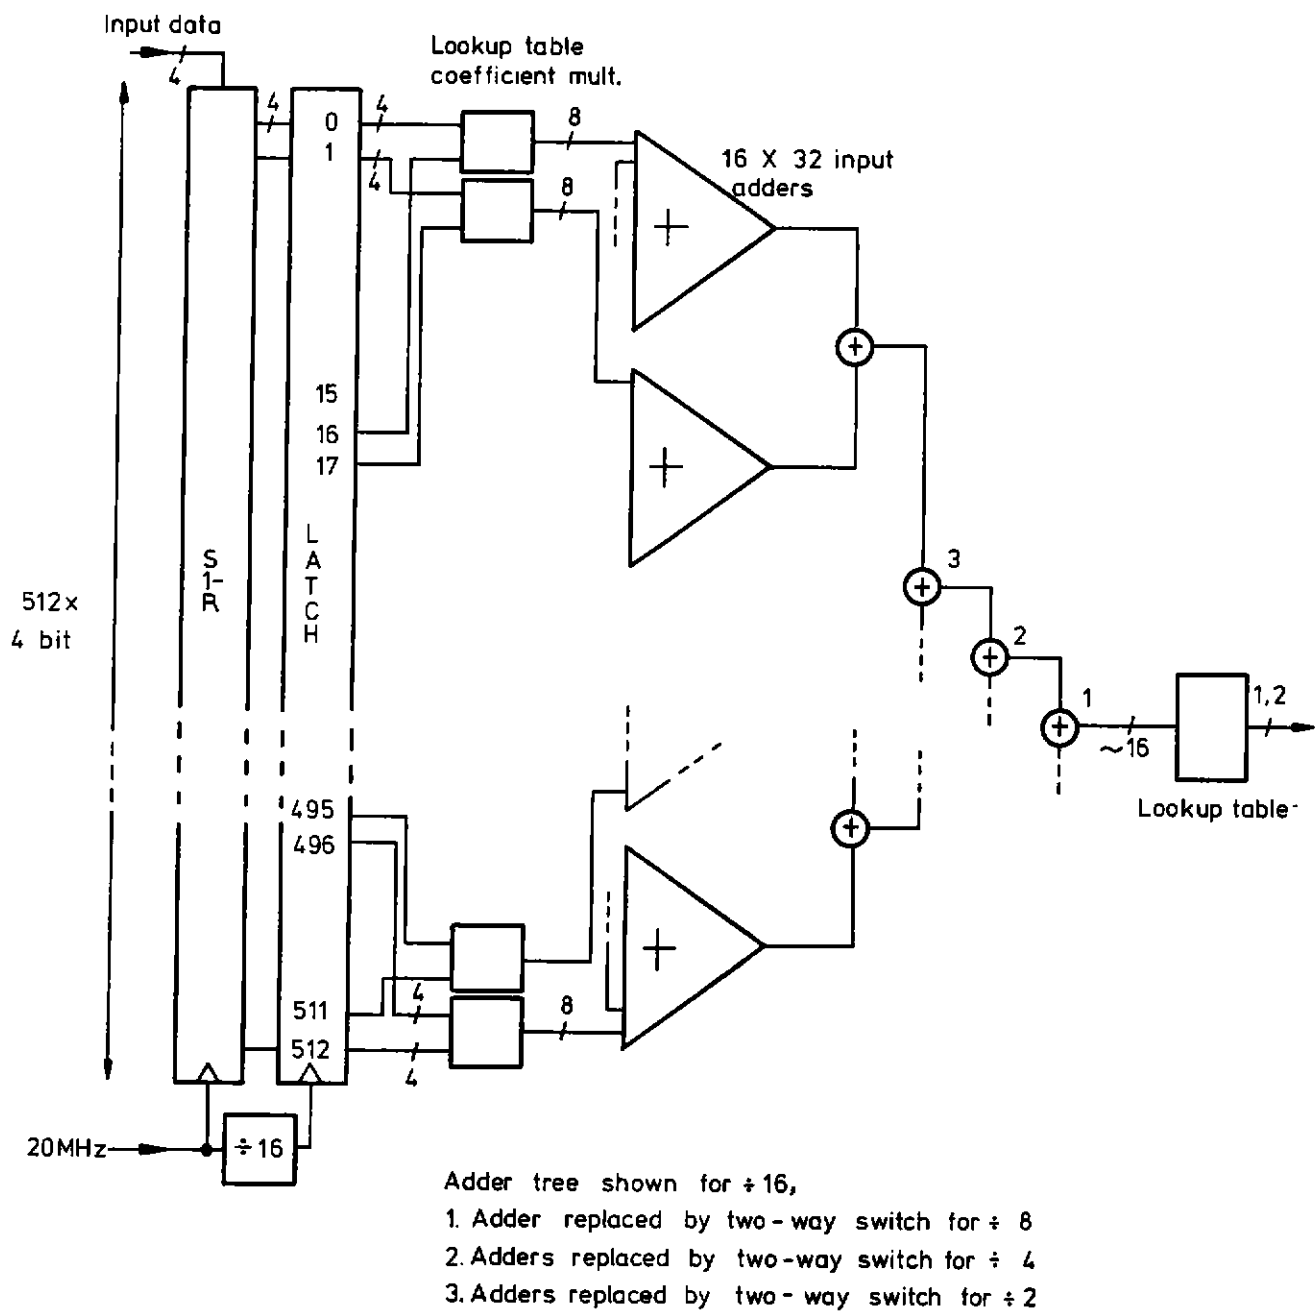 Input data
4
Lookup table
coefficient mult.
4
4
8
0
1
4
8
16 X 32 input
adders
+
+
15
16
17
+
S
1-
R
L
A
T
C
H
512x
4 bit
+
3
+
2
+
1
~16
1,2
Lookup table
495
496
+
+
511
4
8
512
4
20MHz
÷16
Adder tree shown for ÷ 16,
1. Adder replaced by two-way switch for ÷ 8
2. Adders replaced by two-way switch for ÷ 4
3. Adders replaced by two-way switch for ÷ 2